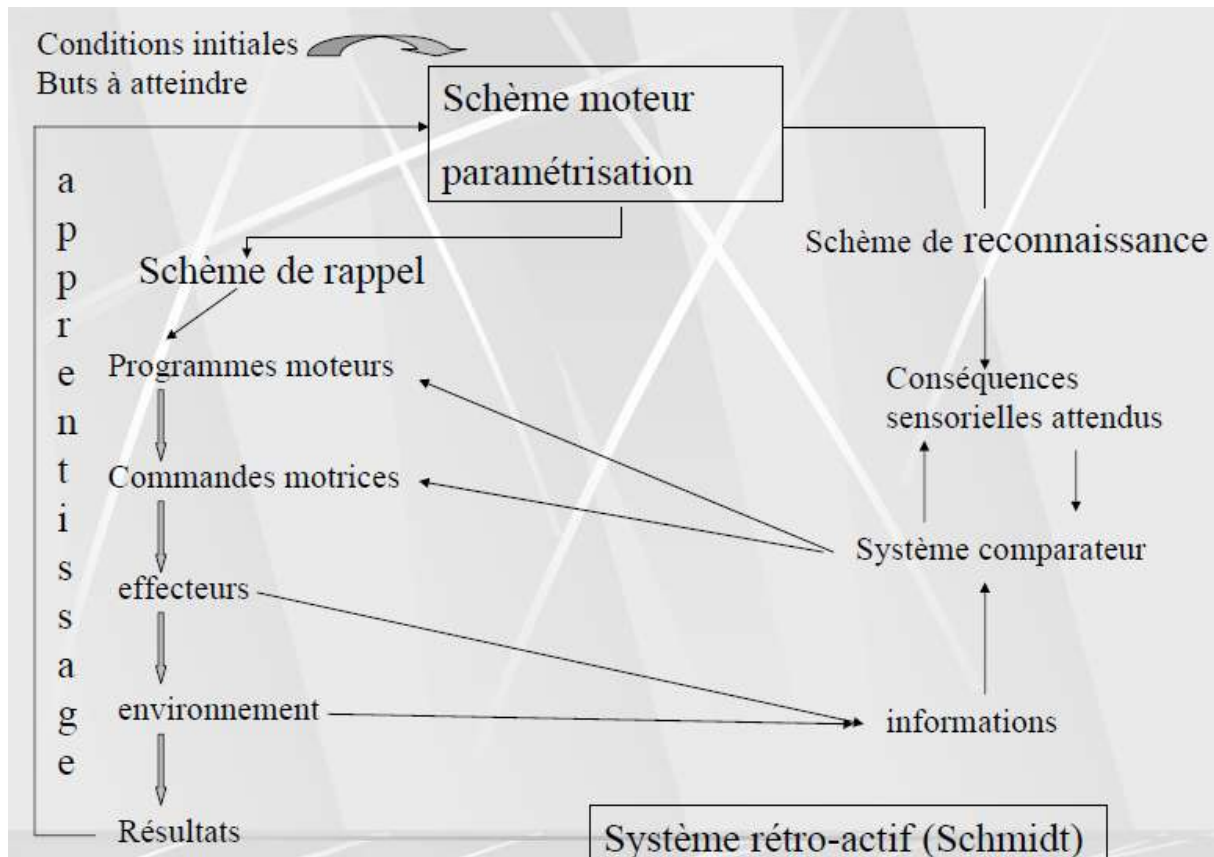 Conditions initiales
Buts à atteindre
Schème moteur
paramétrisation
apprentissage
Schème de rappel
Schème de reconnaissance
Programmes moteurs
Conséquences
sensorielles attendus
Commandes motrices
Système comparateur
effecteurs
environnement
informations
Résultats
Système rétro-actif (Schmidt)